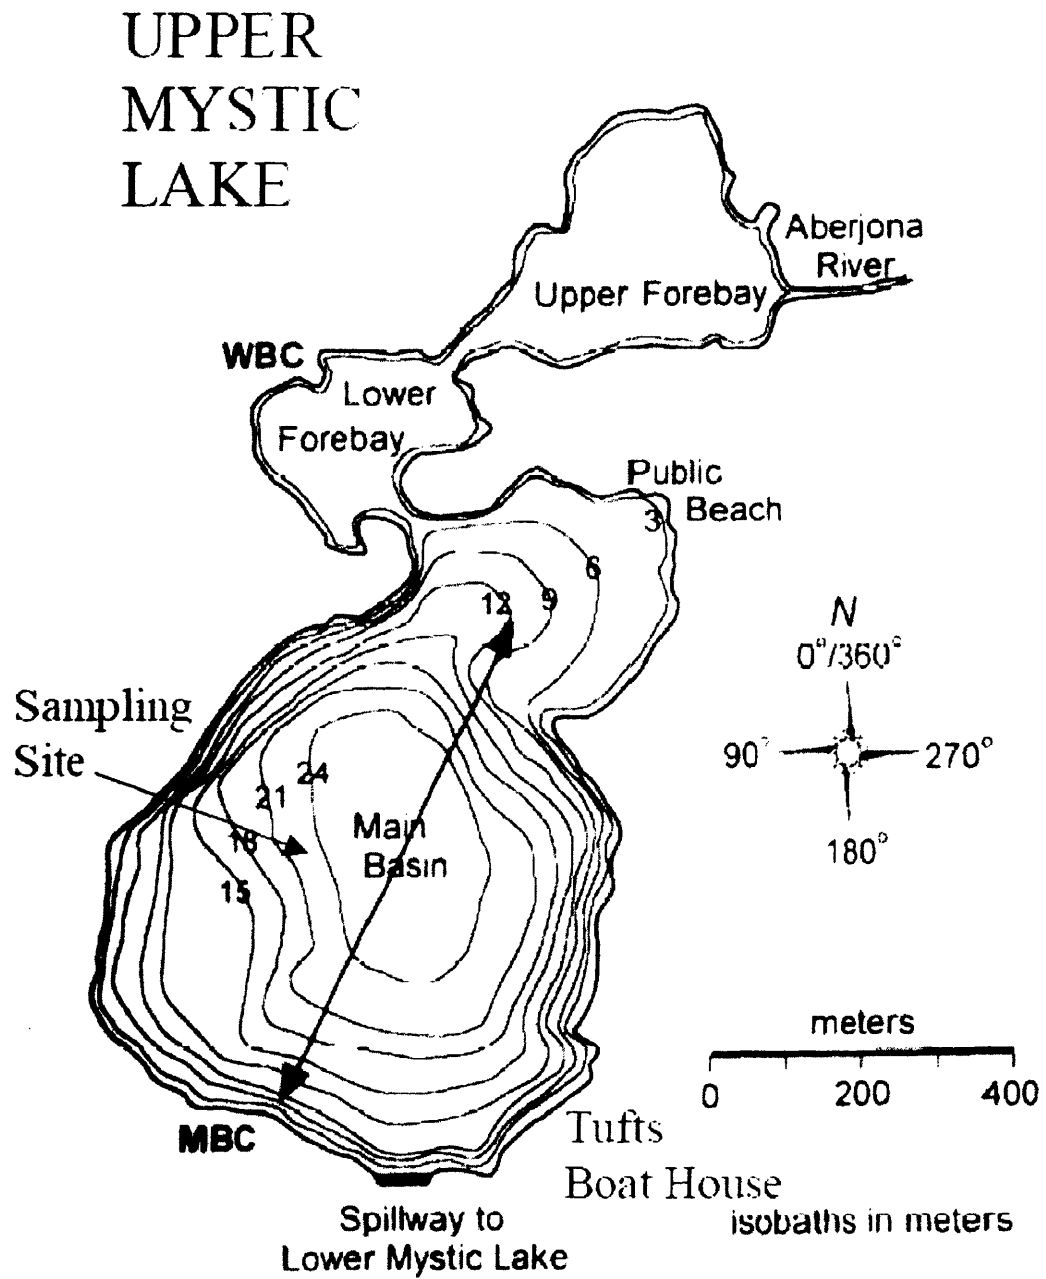 UPPER
MYSTIC
LAKE
Aberjona
River
Upper Forebay
WBC
Lower
Forebay
Public
Beach
3
6
9
12
N
0°/360°
90°
270°
180°
Sampling
Site
24
21
18
15
Main
Basin
meters
0
200
400
MBC
Tufts
Boat House
Spillway to
Lower Mystic Lake
isobaths in meters